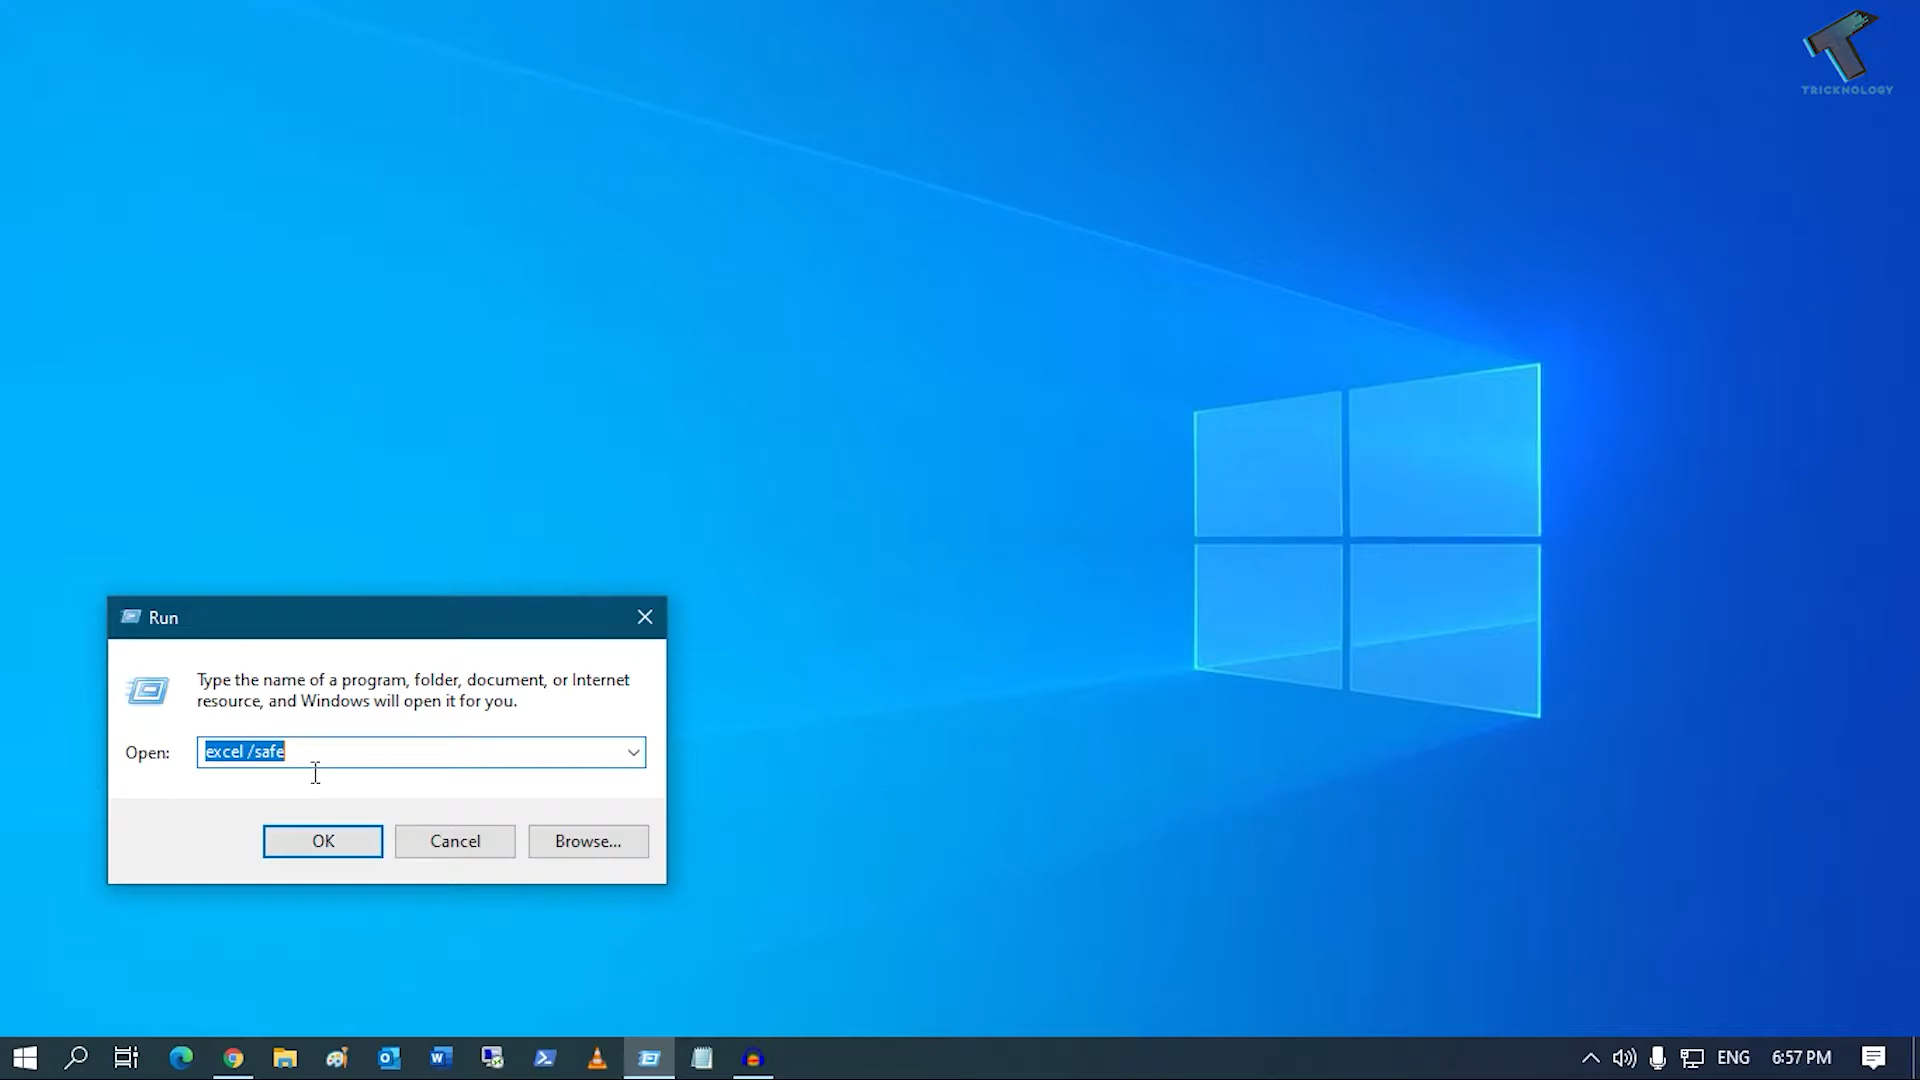 TRICKNOLOGY
Run
Type the name of a program, folder, document, or Internet
resource, and Windows will open it for you.
Open:
excel /safe
OK
Cancel
Browse...
ENG
6:57 PM